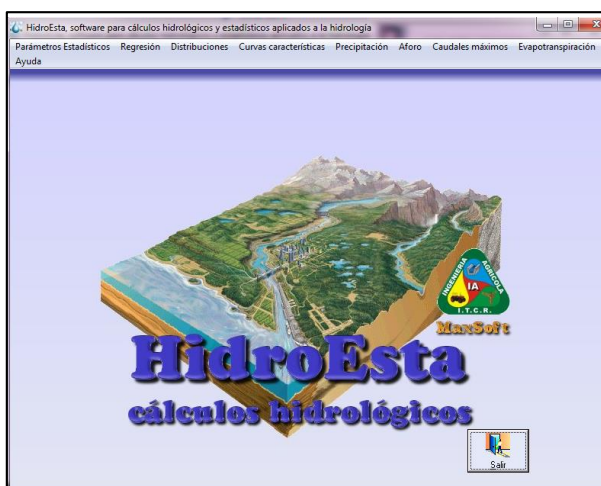 HidroEsta, software para cálculos hidrológicos y estadísticos aplicados a la hidrología
Parámetros Estadísticos Regresión Distribuciones Curvas características Precipitación Aforo Caudales máximos Evapotranspiración
Ayuda
INGENIERIA AGRICOLA
IA
I.T.C.R.
MaxSoft
HidroEsta
cálculos hidrológicos
Salir